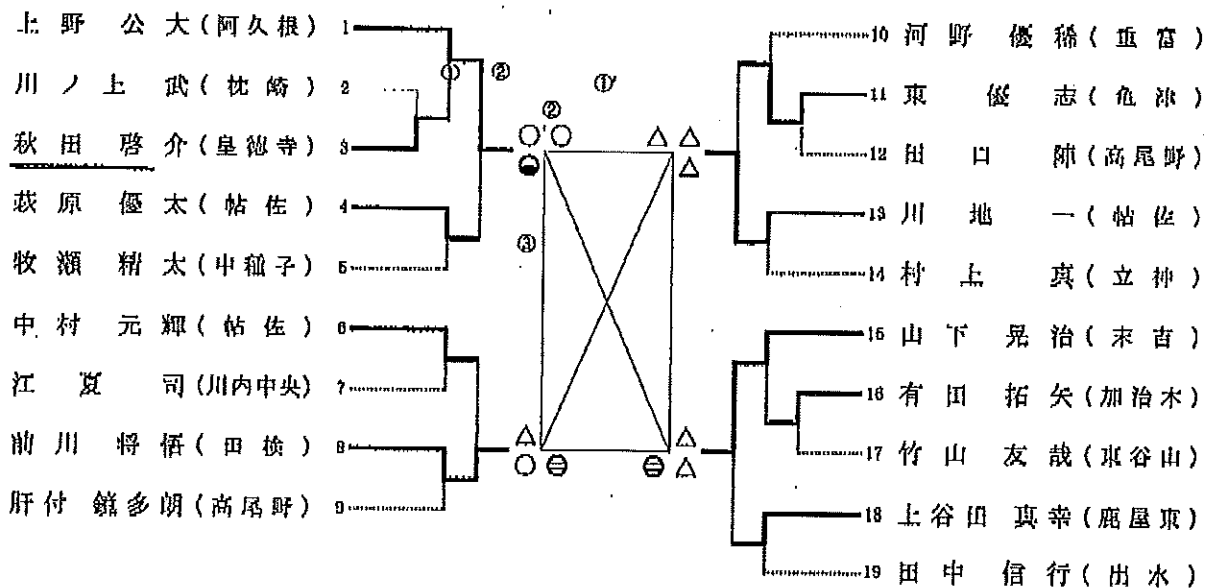 上野 公大(阿久根) 1
川ノ上 武(枕崎) 2
秋田 啓介(皇徳寺) 3
萩原 優太(帖佐) 4
牧瀬 精太(中種子) 5
中村 元輝(帖佐) 6
江夏 司(川内中央) 7
前川 将悟(田検) 8
肝付 鎮多朗(高尾野) 9
① ②
①
②
○' ○
③
△ △
△
△
○
△
△
10 河野 優稀(重富)
11 東 優志(亀津)
12 田口 陣(高尾野)
13 川地 一(帖佐)
14 村上 真(立神)
15 山下 晃治(末吉)
16 有田 拓矢(加治木)
17 竹山 友哉(東谷山)
18 上谷田 真幸(鹿屋東)
19 田中 信行(出水)